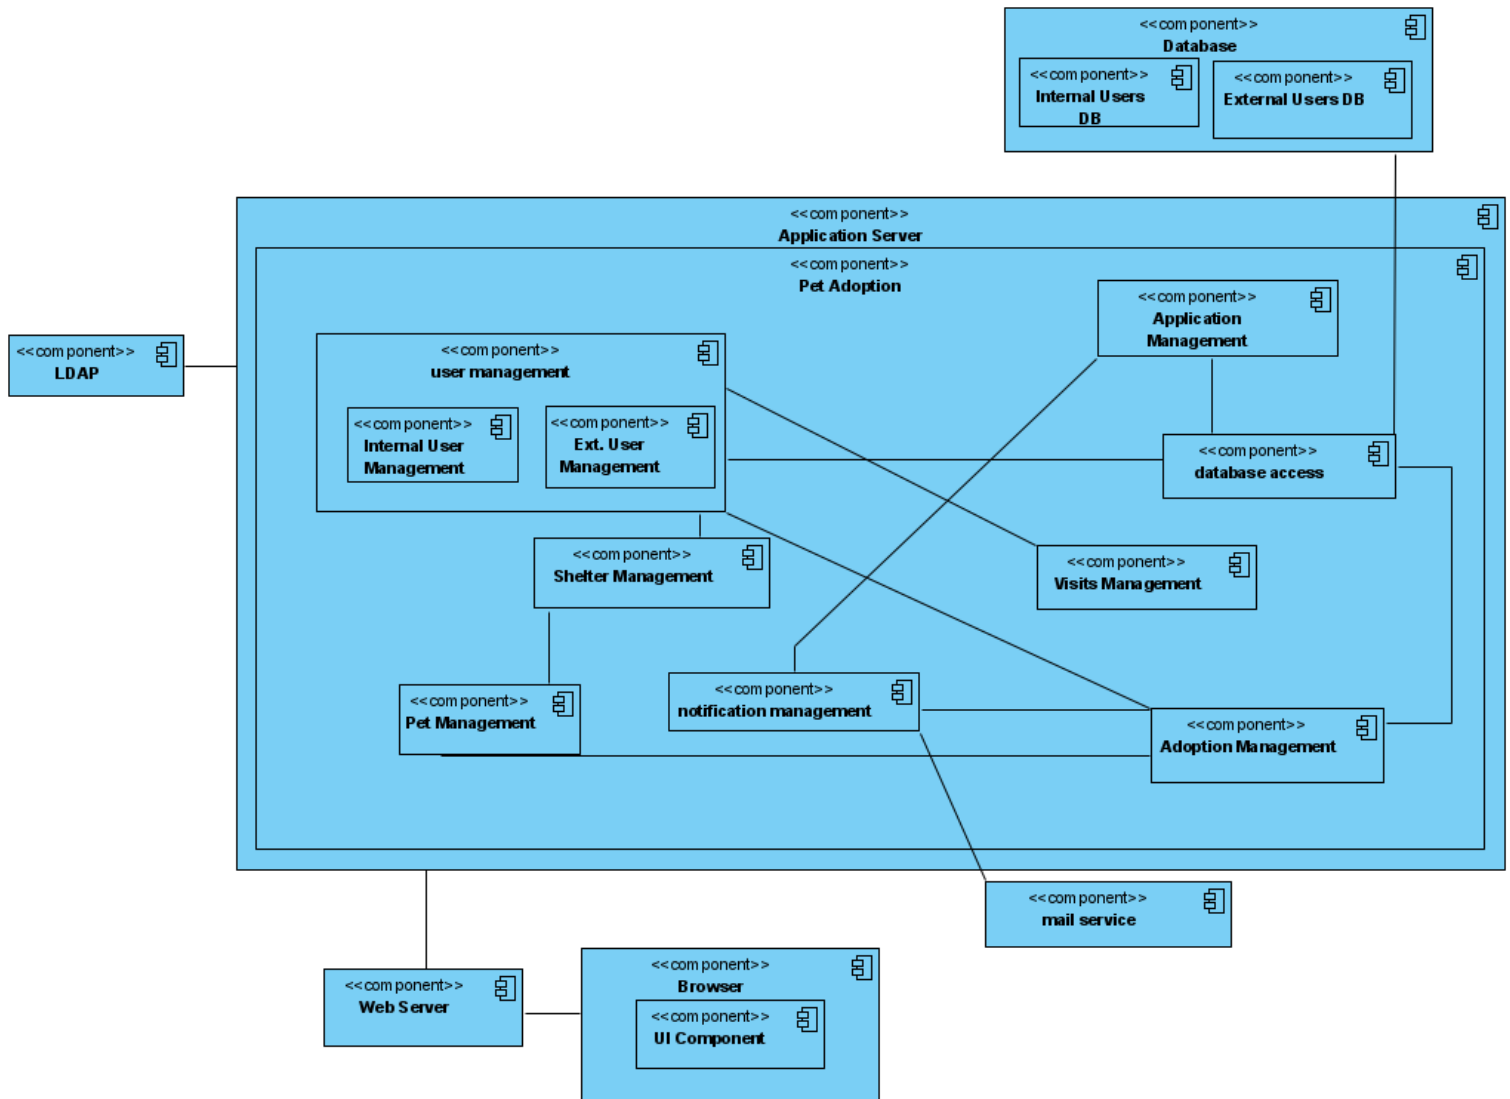 <<component>>
Database
<<component>>
Internal Users
DB
<<component>>
External Users DB
<<component>>
Application Server
<<component>>
Pet Adoption
<<component>>
Application
Management
<<component>>
LDAP
<<component>>
user management
<<component>>
Internal User
Management
<<component>>
Ext. User
Management
<<component>>
database access
<<component>>
Shelter Management
<<component>>
Visits Management
<<component>>
Pet Management
<<component>>
notification management
<<component>>
Adoption Management
<<component>>
mail service
<<component>>
Web Server
<<component>>
Browser
<<component>>
UI Component